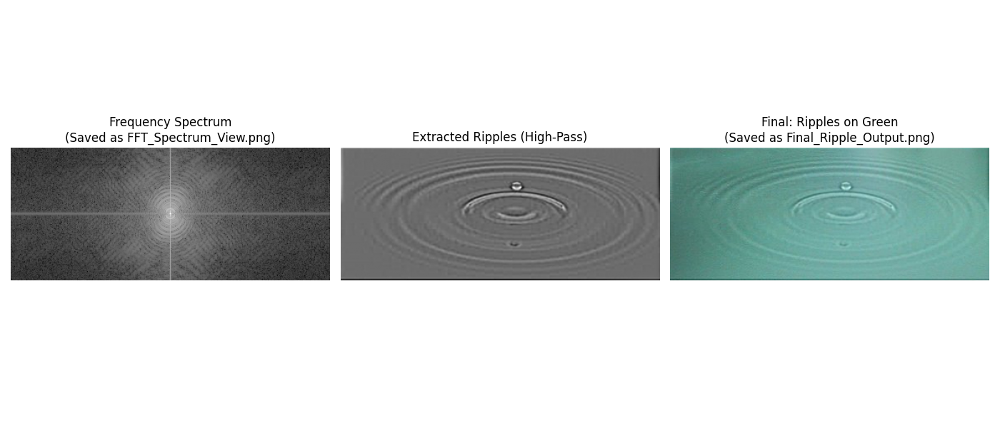 Frequency Spectrum
(Saved as FFT_Spectrum_View.png)
Extracted Ripples (High-Pass)
Final: Ripples on Green
(Saved as Final_Ripple_Output.png)